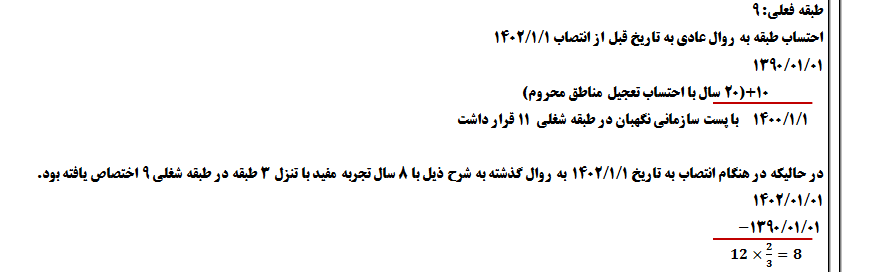 طبقه فعلی: ۹
احتساب طبقه به روال عادی به تاریخ قبل از انتصاب ۱۴۰۲/۱/۱
۱۳۹۰/۰۱/۰۱
۱۰+(۲۰ سال با احتساب تعجیل مناطق محروم)
۱۴۰۰/۱/۱ با پست سازمانی نگهبان در طبقه شغلی ۱۱ قرار داشت
در حالیکه در هنگام انتصاب به تاریخ ۱۴۰۲/۱/۱ به روال گذشته به شرح ذیل با ۸ سال تجربه مفید با تنزل ۳ طبقه در طبقه شغلی ۹ اختصاص یافته بود.
۱۴۰۲/۰۱/۰۱
۱۳۹۰/۰۱/۰۱−
12 × 2/3 = 8